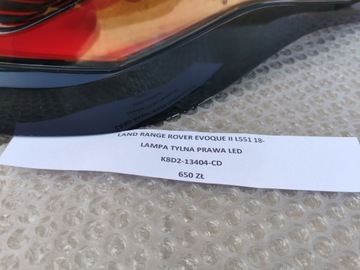 LAND RANGE ROVER EVOQUE II L551 18-
LAMPA TYLNA PRAWA LED
K8D2-13404-CD
650 ZŁ